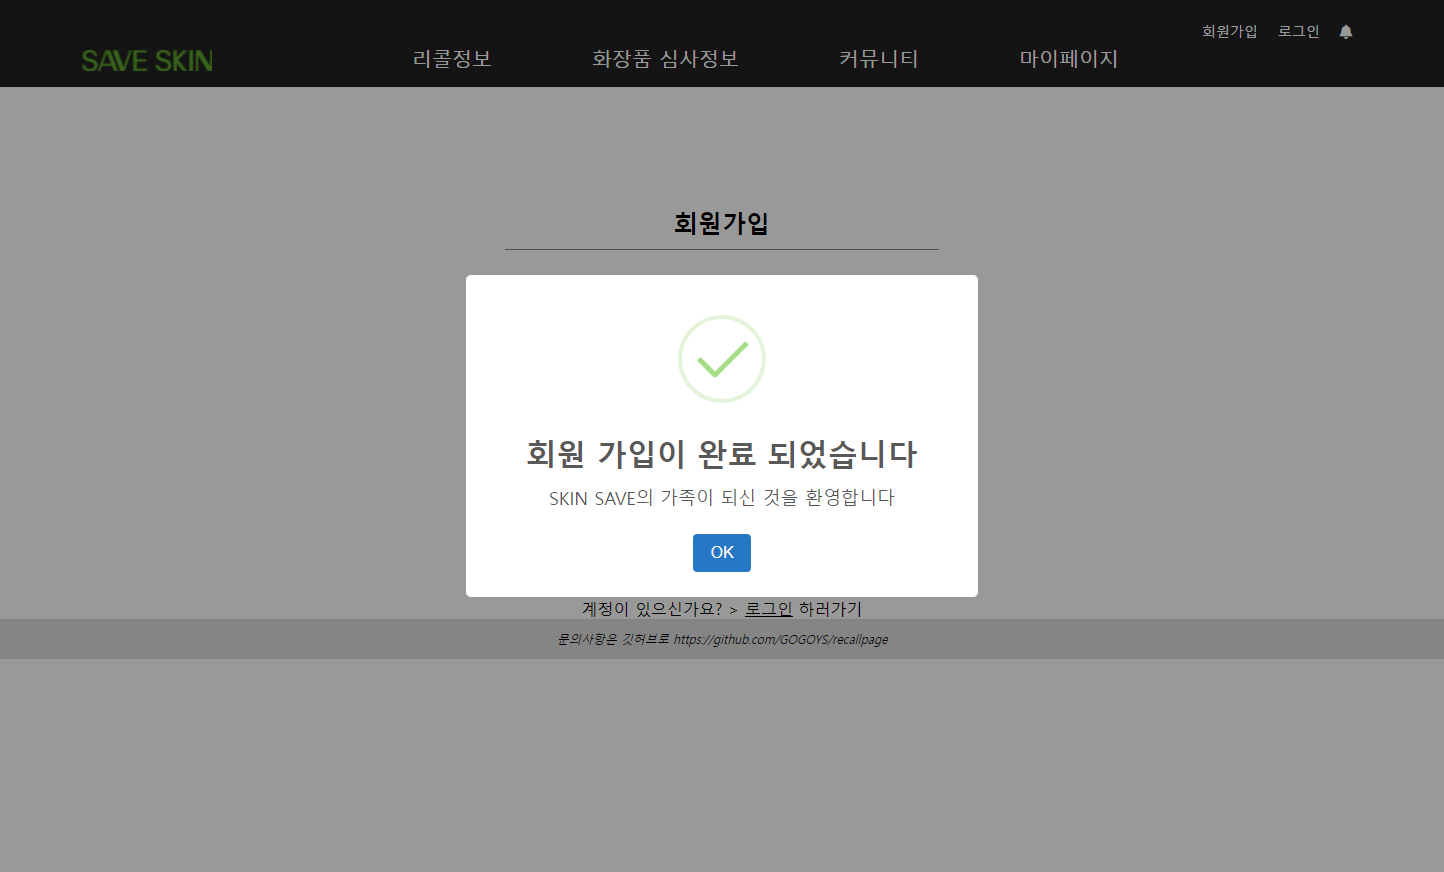 회원가입 로그인
SAVE SKIN 리콜정보 화장품 심사정보 커뮤니티 마이페이지
회원가입
회원 가입이 완료 되었습니다
SKIN SAVE의 가족이 되신 것을 환영합니다
OK
계정이 있으신가요? > 로그인 하러가기
문의사항은 깃허브로 https://github.com/GOGOYS/recallpage